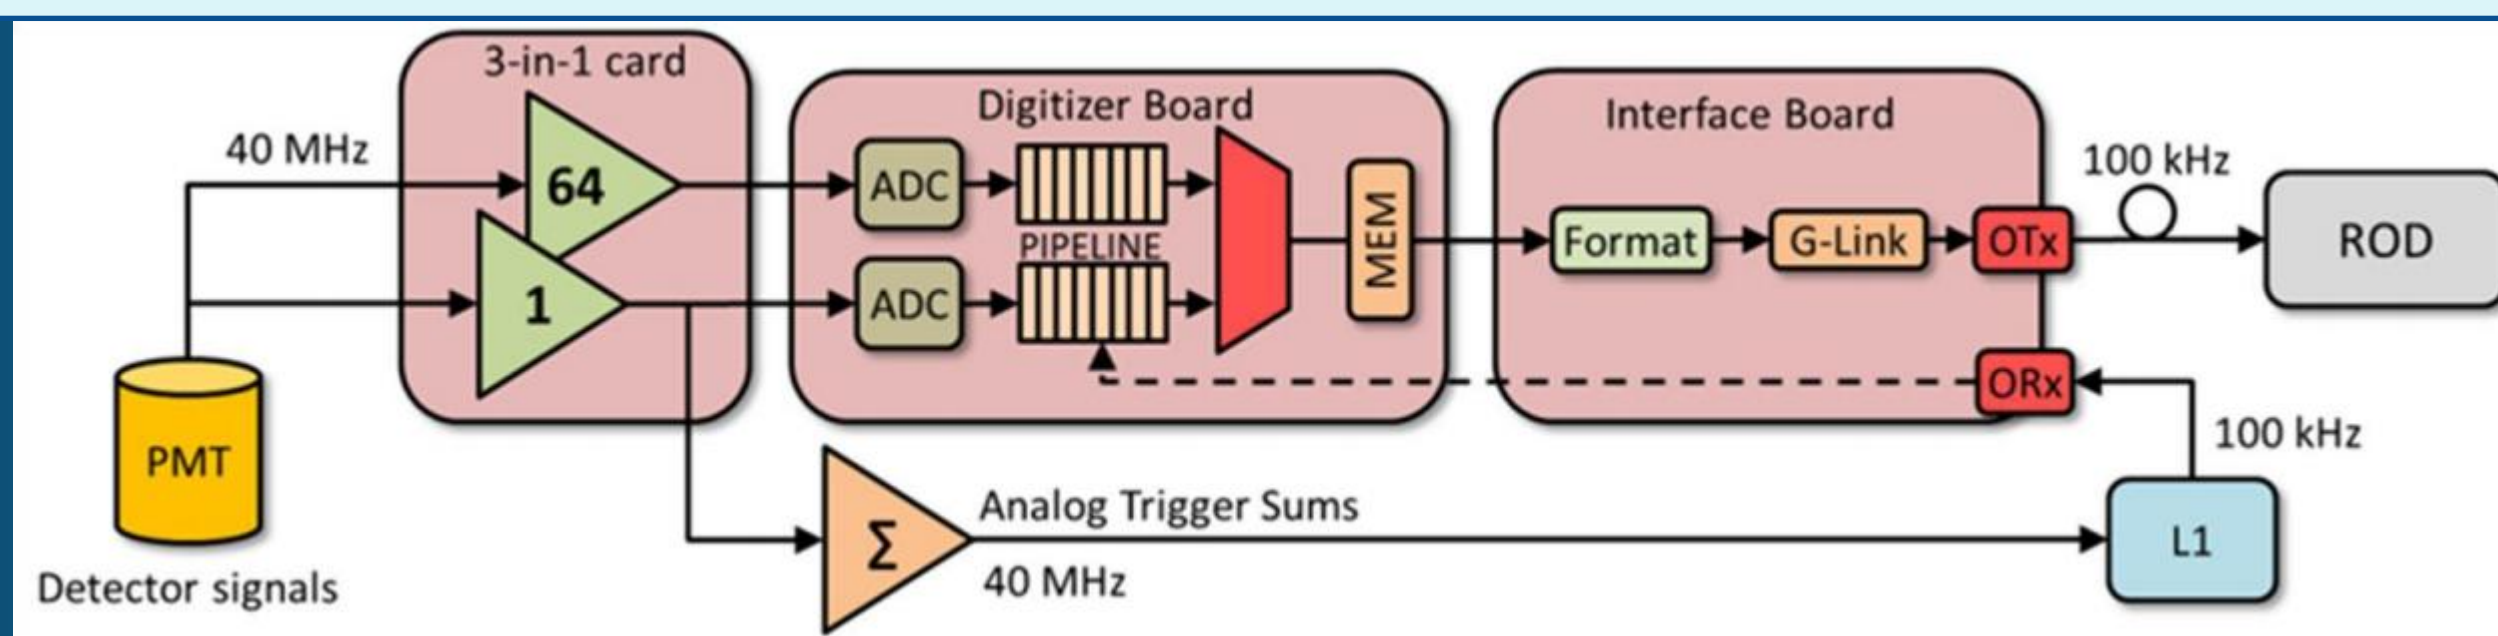 3-in-1 card
40 MHz
64
1
PMT
Detector signals
Digitizer Board
ADC
PIPELINE
ADC
MEM
Interface Board
Format
G-Link
OTx
ORx
100 kHz
ROD
100 kHz
L1
Σ
Analog Trigger Sums
40 MHz